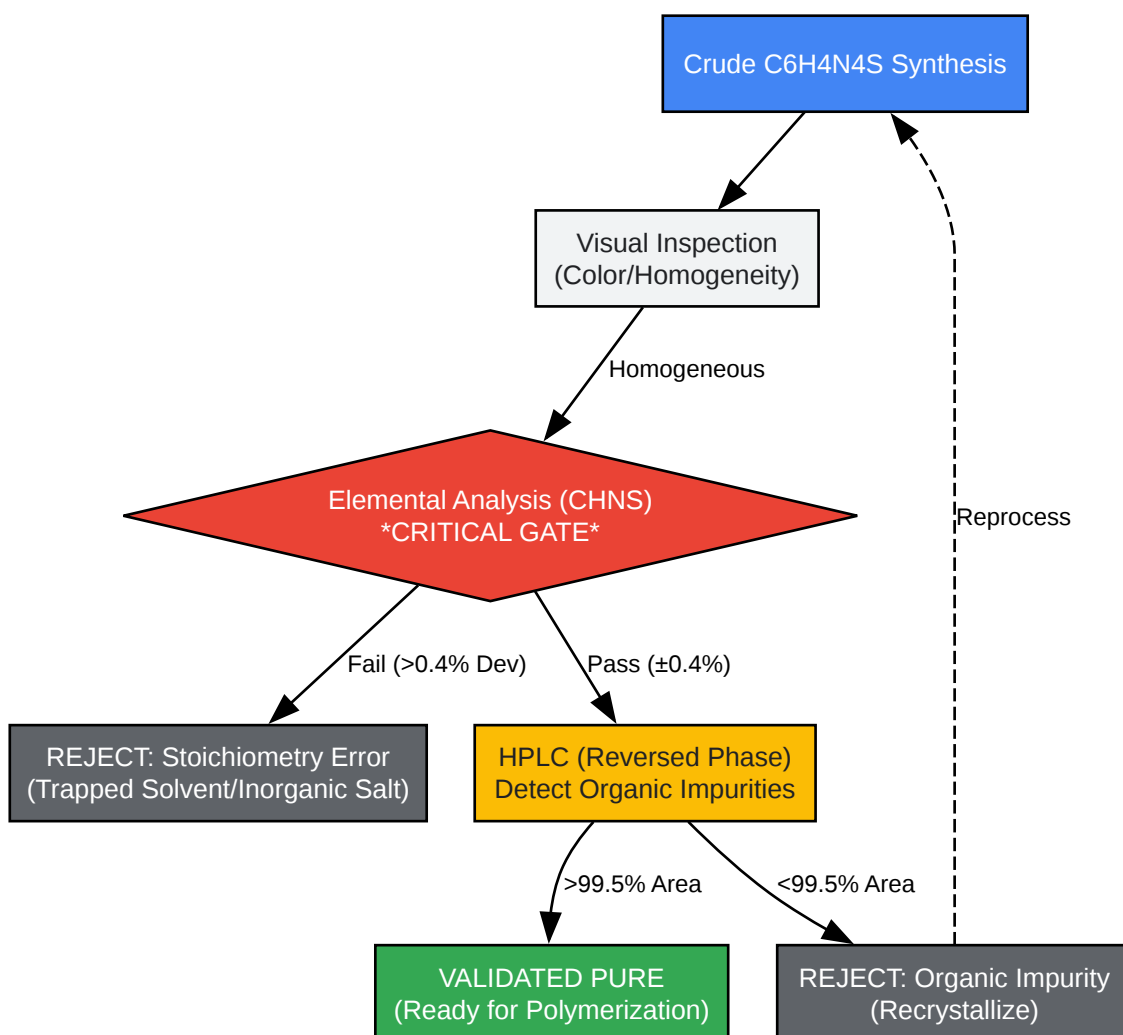 Crude C6H4N4S Synthesis
Visual Inspection
(Color/Homogeneity)
Homogeneous
Elemental Analysis (CHNS)
*CRITICAL GATE*
Reprocess
Fail (>0.4% Dev)
Pass (±0.4%)
REJECT: Stoichiometry Error
(Trapped Solvent/Inorganic Salt)
HPLC (Reversed Phase)
Detect Organic Impurities
>99.5% Area
<99.5% Area
VALIDATED PURE
(Ready for Polymerization)
REJECT: Organic Impurity
(Recrystallize)